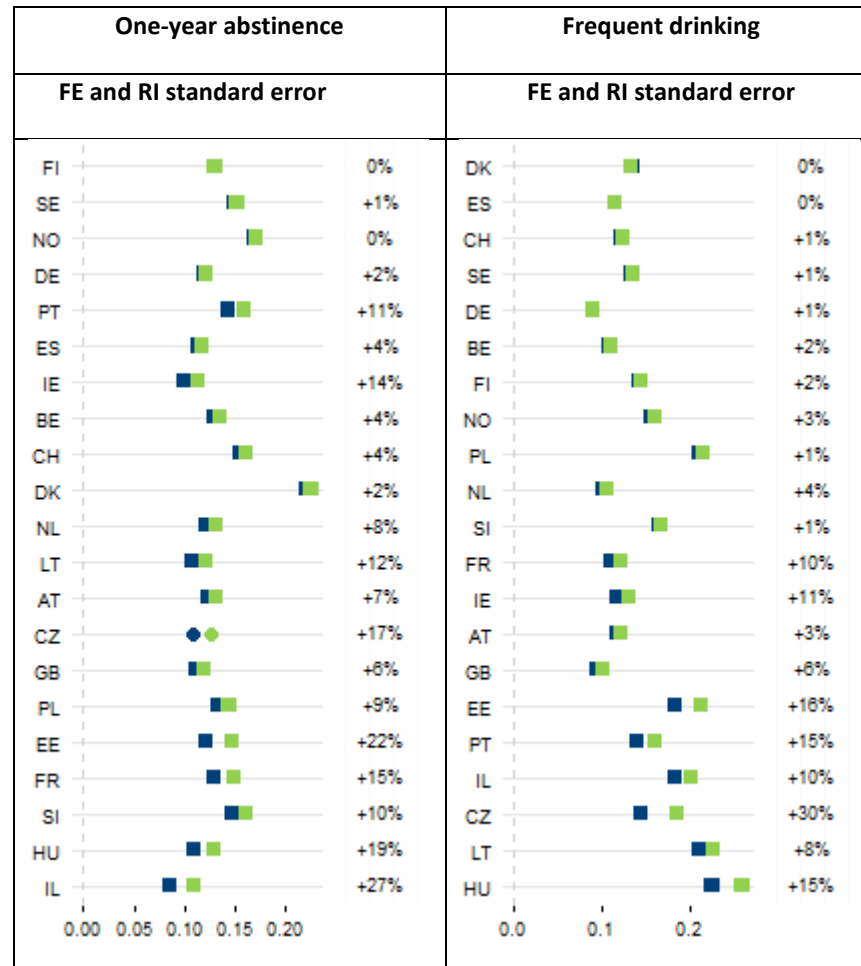 One-year abstinence
Frequent drinking
FE and RI standard error
FE and RI standard error
FI 0%
SE +1%
NO 0%
DE +2%
PT +11%
ES +4%
IE +14%
BE +4%
CH +4%
DK +2%
NL +8%
LT +12%
AT +7%
CZ +17%
GB +6%
PL +9%
EE +22%
FR +15%
SI +10%
HU +19%
IL +27%
0.00 0.05 0.10 0.15 0.20
DK 0%
ES 0%
CH +1%
SE +1%
DE +1%
BE +2%
FI +2%
NO +3%
PL +1%
NL +4%
SI +1%
FR +10%
IE +11%
AT +3%
GB +6%
EE +16%
PT +15%
IL +10%
CZ +30%
LT +8%
HU +15%
0.0 0.1 0.2